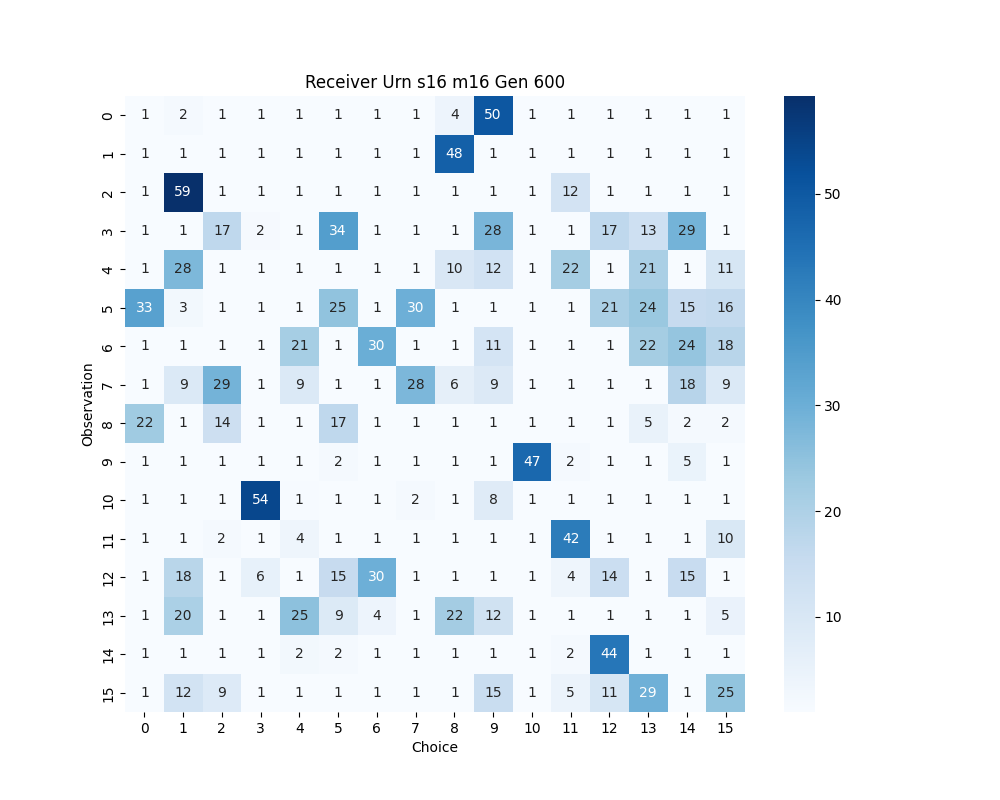 Receiver Urn s16 m16 Gen 600
0 1 2 1 1 1 1 1 1 4 50 1 1 1 1 1 1
1 1 1 1 1 1 1 1 1 48 1 1 1 1 1 1 1
2 1 59 1 1 1 1 1 1 1 1 1 12 1 1 1 1
3 1 1 17 2 1 34 1 1 1 28 1 1 17 13 29 1
4 1 28 1 1 1 1 1 1 10 12 1 22 1 21 1 11
5 33 3 1 1 1 25 1 30 1 1 1 1 21 24 15 16
6 1 1 1 1 21 1 30 1 1 11 1 1 1 22 24 18
7 1 9 29 1 9 1 1 28 6 9 1 1 1 1 18 9
8 22 1 14 1 1 17 1 1 1 1 1 1 1 5 2 2
9 1 1 1 1 1 2 1 1 1 1 47 2 1 1 5 1
10 1 1 1 54 1 1 1 2 1 8 1 1 1 1 1 1
11 1 1 2 1 4 1 1 1 1 1 1 42 1 1 1 10
12 1 18 1 6 1 15 30 1 1 1 1 4 14 1 15 1
13 1 20 1 1 25 9 4 1 22 12 1 1 1 1 1 5
14 1 1 1 1 2 2 1 1 1 1 1 2 44 1 1 1
15 1 12 9 1 1 1 1 1 1 15 1 5 11 29 1 25
0 1 2 3 4 5 6 7 8 9 10 11 12 13 14 15
Choice
Observation
50
40
30
20
10